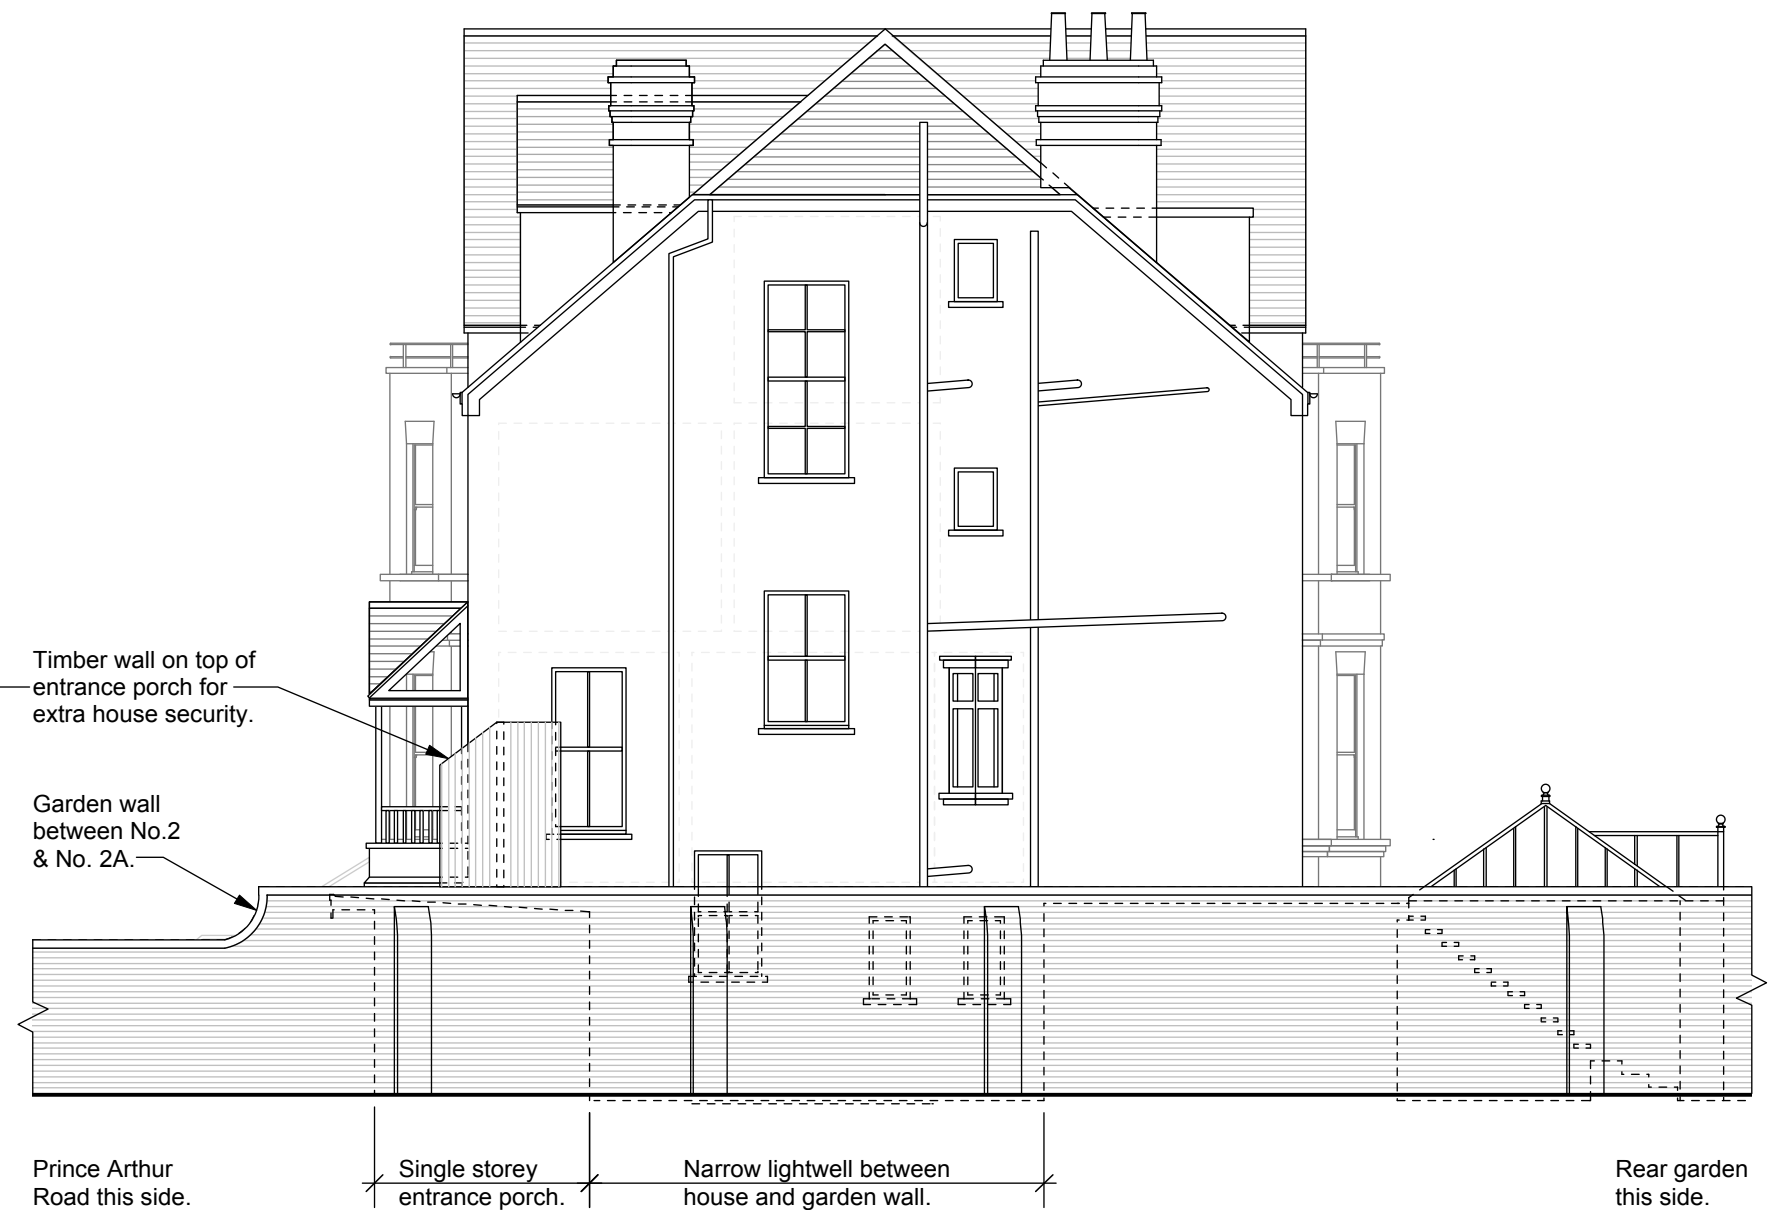 Timber wall on top of
entrance porch for
extra house security.
Garden wall
between No.2
& No. 2A.
Prince Arthur
Road this side.
Single storey
entrance porch.
Narrow lightwell between
house and garden wall.
Rear garden
this side.